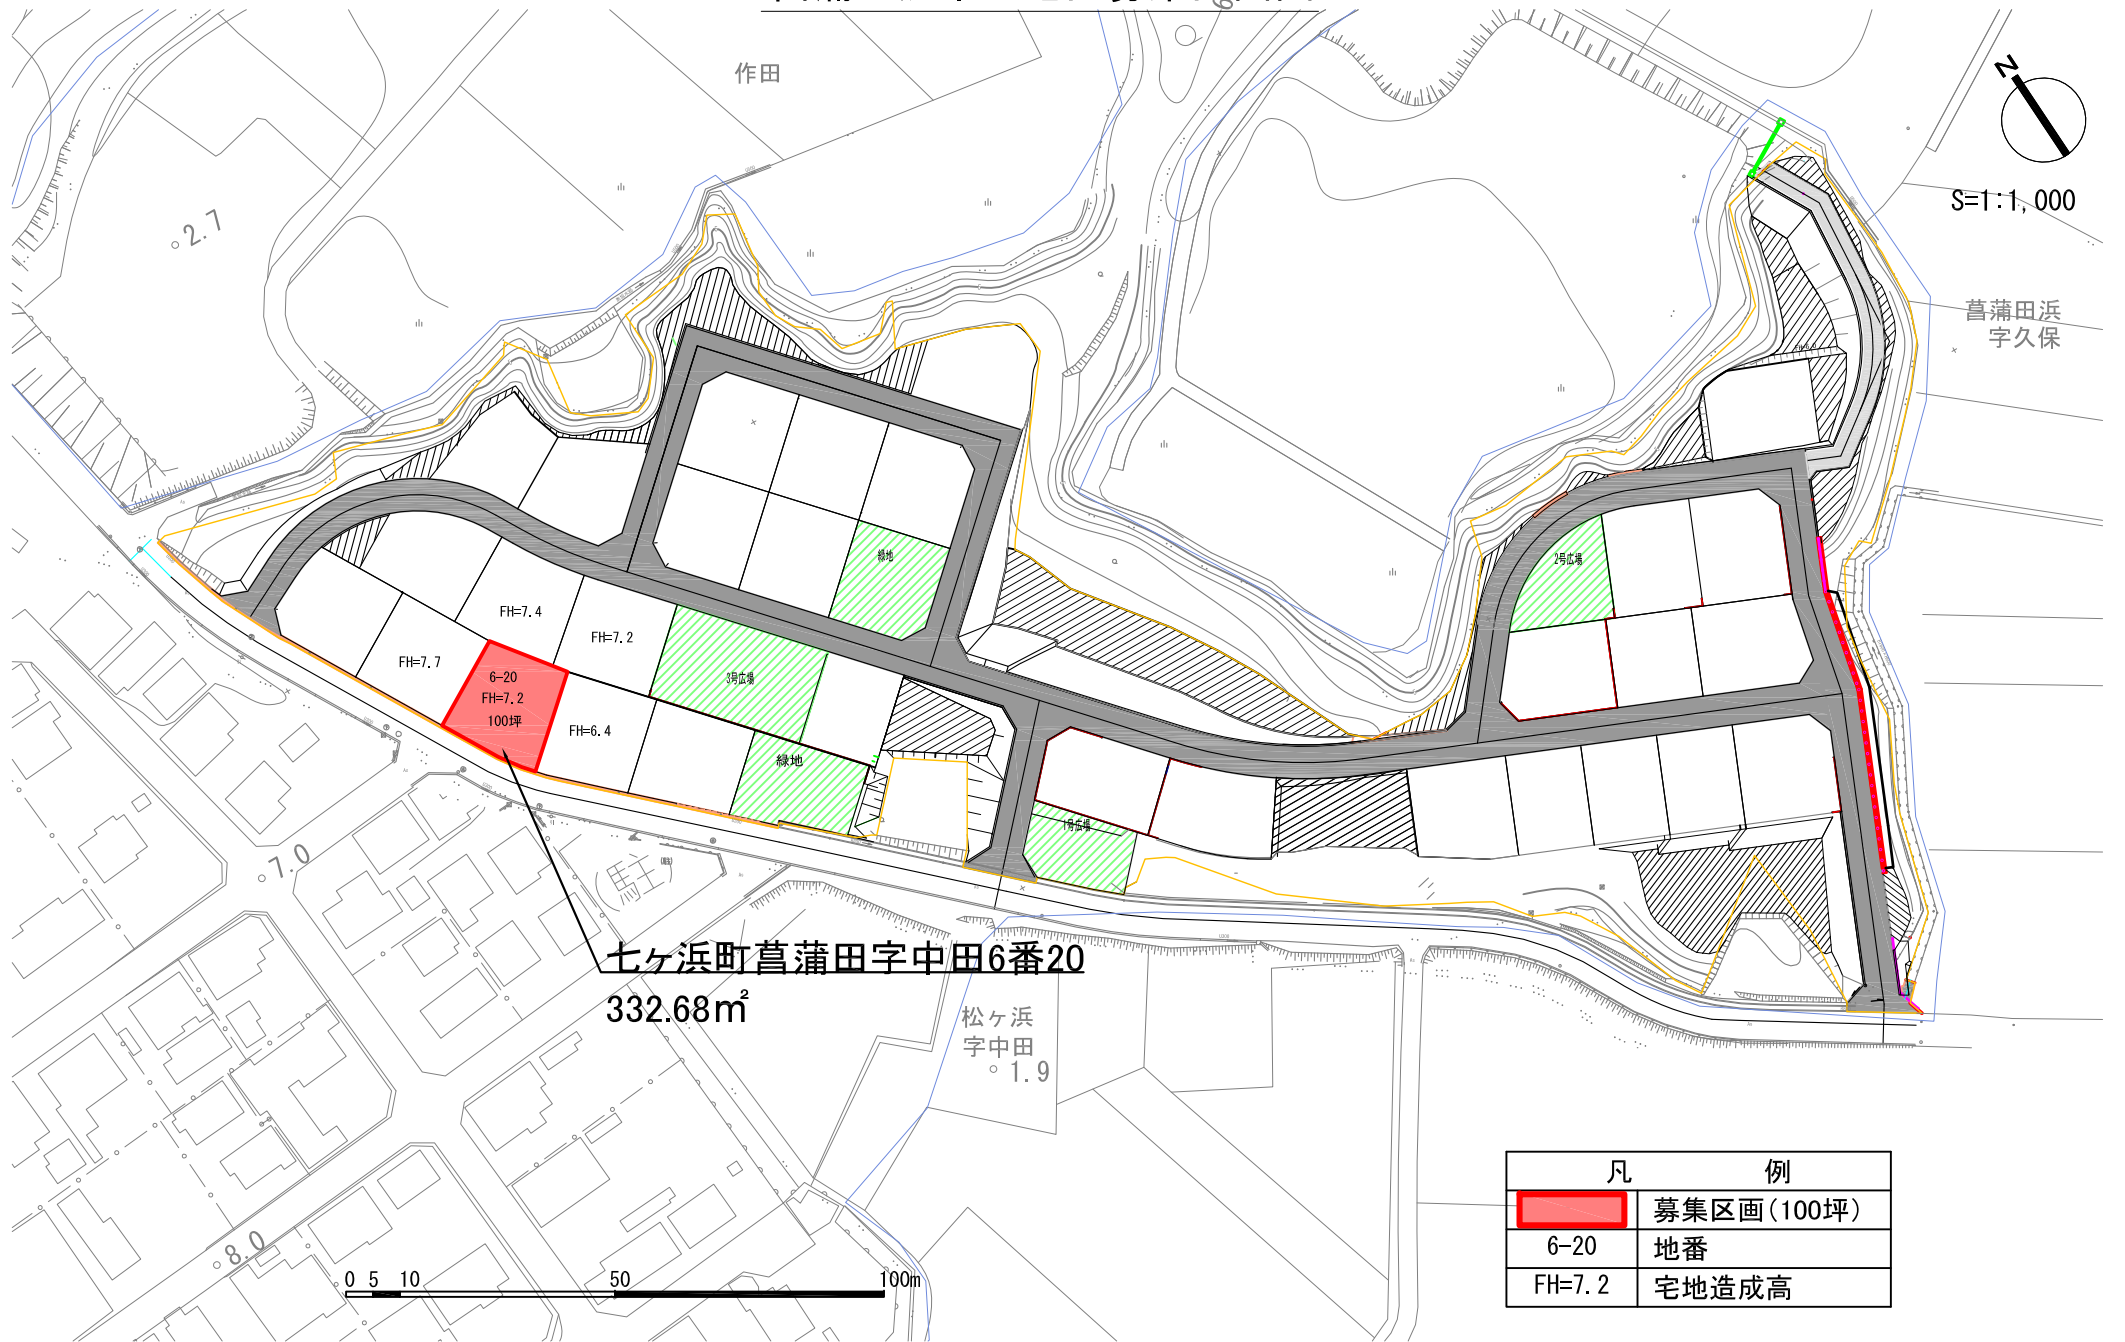 作田
N
S=1:1,000
2.7
菖蒲田浜
字久保
FH=6.0
緑地
2号広場
FH=7.4
FH=7.2
FH=7.7
6-20
FH=7.2
100坪
FH=6.4
3号広場
緑地
1号広場
7.0
七ヶ浜町菖蒲田字中田6番20
332.68㎡
松ヶ浜
字中田
1.9
8.0
0 5 10 50 100m
凡 例
募集区画(100坪)
6-20 地番
FH=7.2 宅地造成高